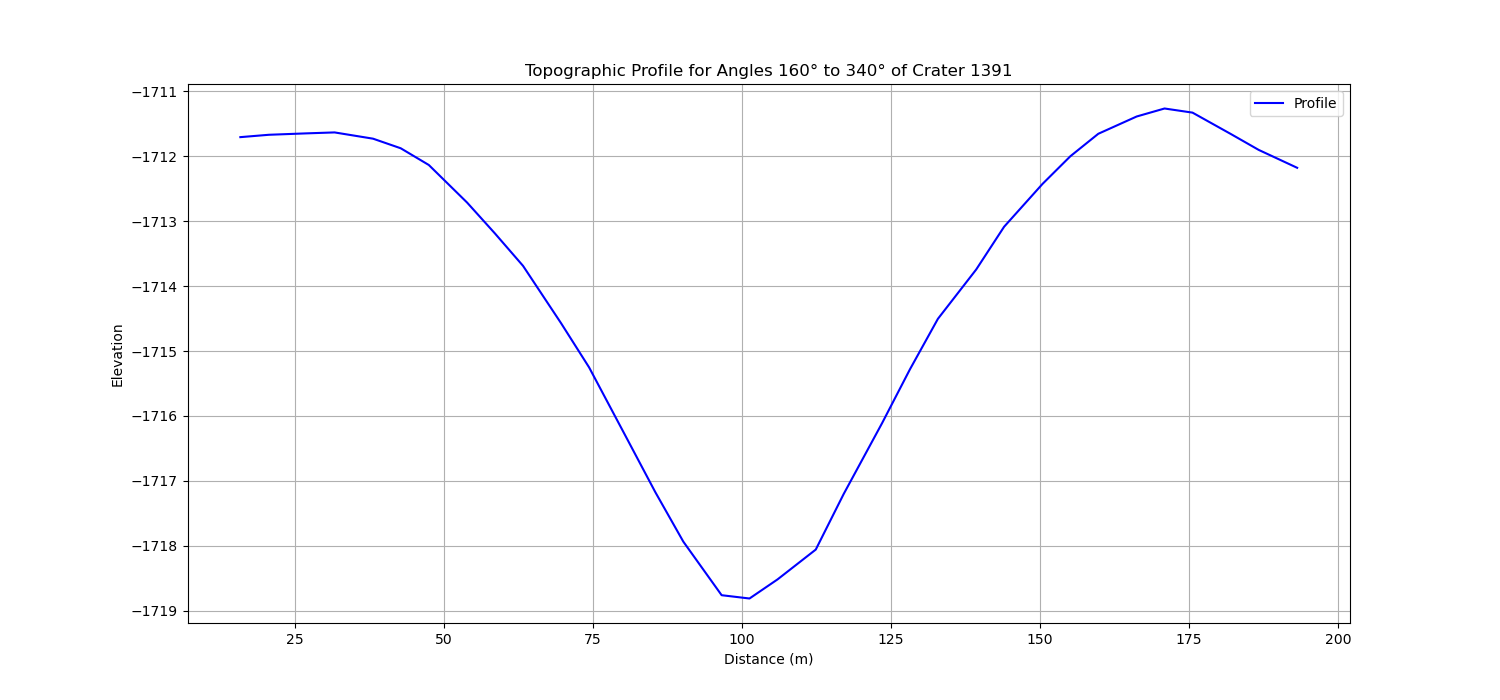 Topographic Profile for Angles 160° to 340° of Crater 1391
Profile
Elevation
−1711
−1712
−1713
−1714
−1715
−1716
−1717
−1718
−1719
25 50 75 100 125 150 175 200
Distance (m)